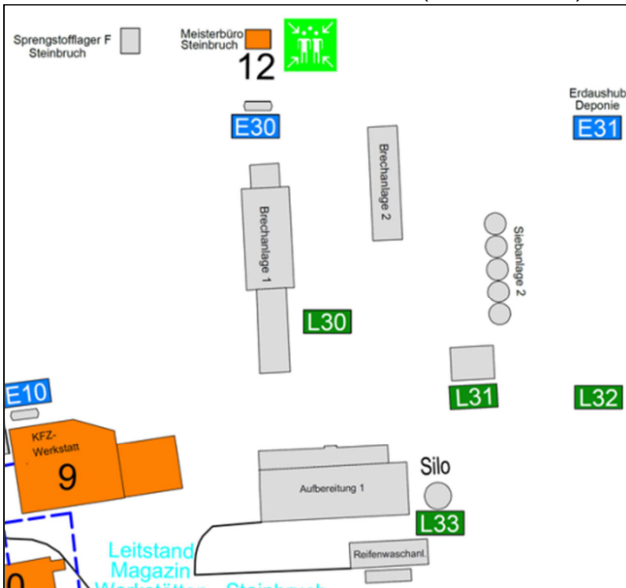 Sprengstofflager F
Steinbruch
Meisterbüro
Steinbruch
12
Erdaushub
Deponie
E30
E31
Brechanlage 2
Brechanlage 1
Siebanlage 2
L30
E10
L31
L32
KFZ-
Werkstatt
9
Silo
Aufbereitung 1
L33
Leitstand
Magazin
Reifenwaschanl.